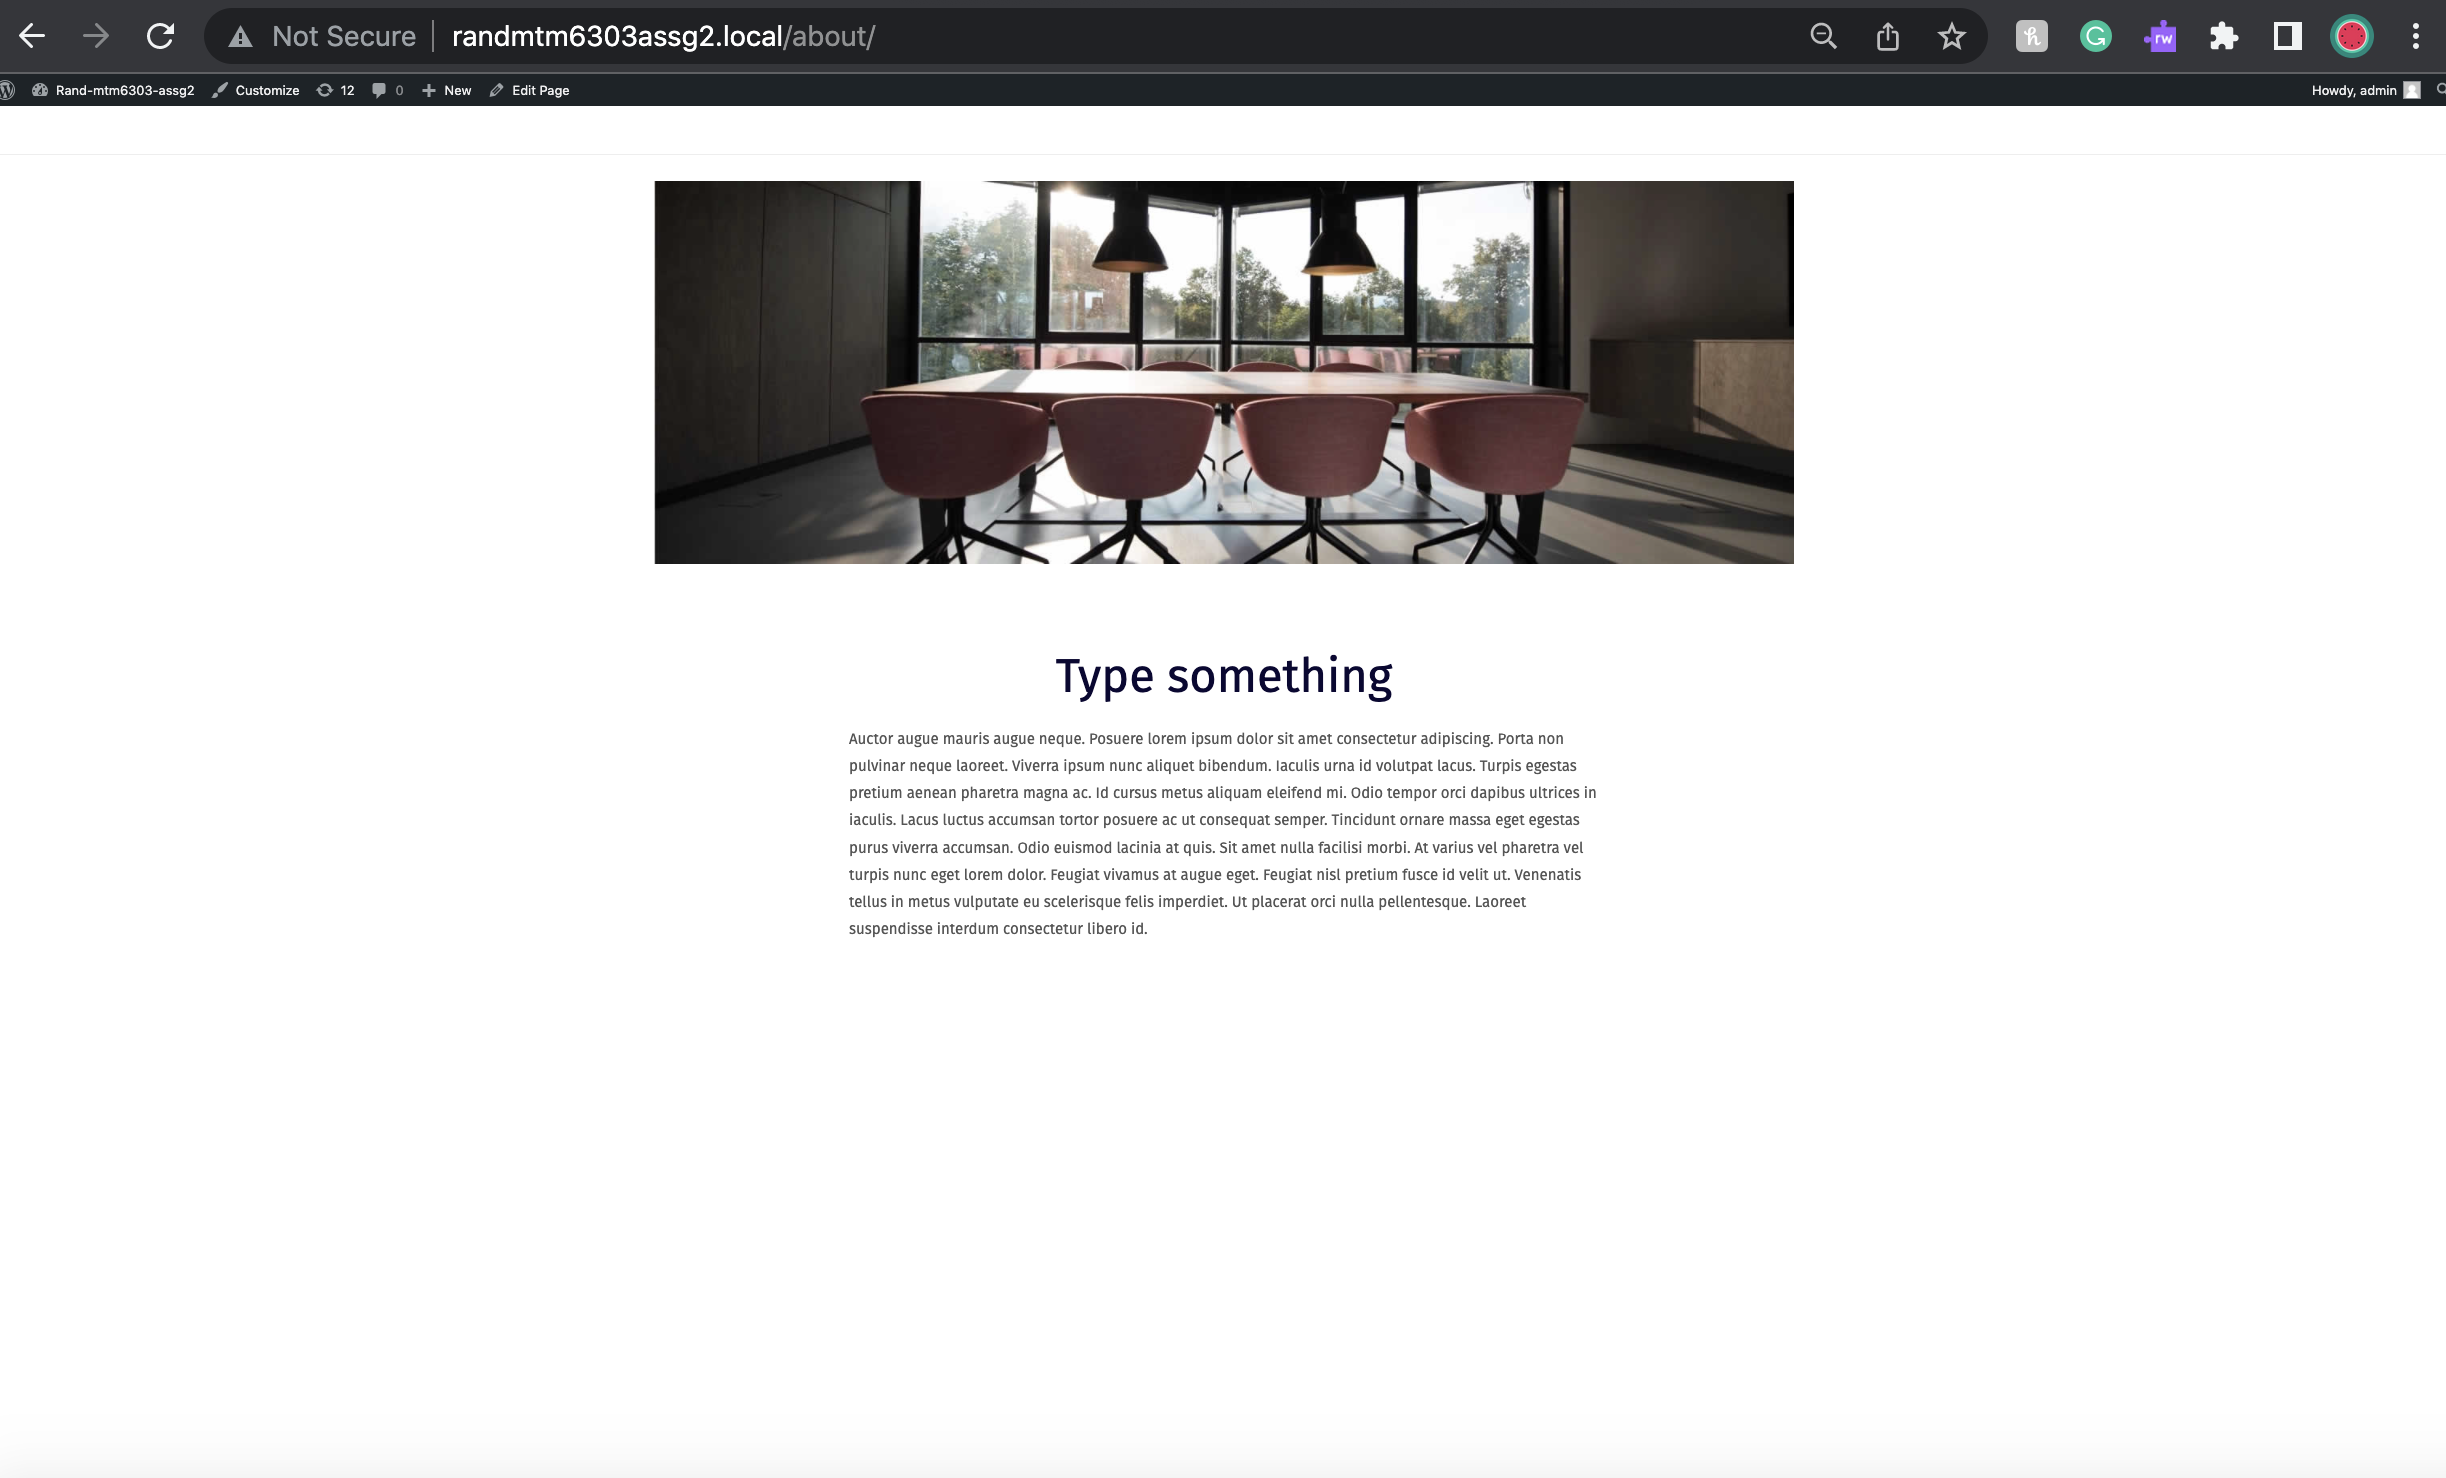 Not Secure randmtm6303assg2.local/about/
rw
Rand-mtm6303-assg2 Customize 12 0 New Edit Page Howdy, admin
Type something
Auctor augue mauris augue neque. Posuere lorem ipsum dolor sit amet consectetur adipiscing. Porta non
pulvinar neque laoreet. Viverra ipsum nunc aliquet bibendum. Iaculis urna id volutpat lacus. Turpis egestas
pretium aenean pharetra magna ac. Id cursus metus aliquam eleifend mi. Odio tempor orci dapibus ultrices in
iaculis. Lacus luctus accumsan tortor posuere ac ut consequat semper. Tincidunt ornare massa eget egestas
purus viverra accumsan. Odio euismod lacinia at quis. Sit amet nulla facilisi morbi. At varius vel pharetra vel
turpis nunc eget lorem dolor. Feugiat vivamus at augue eget. Feugiat nisl pretium fusce id velit ut. Venenatis
tellus in metus vulputate eu scelerisque felis imperdiet. Ut placerat orci nulla pellentesque. Laoreet
suspendisse interdum consectetur libero id.